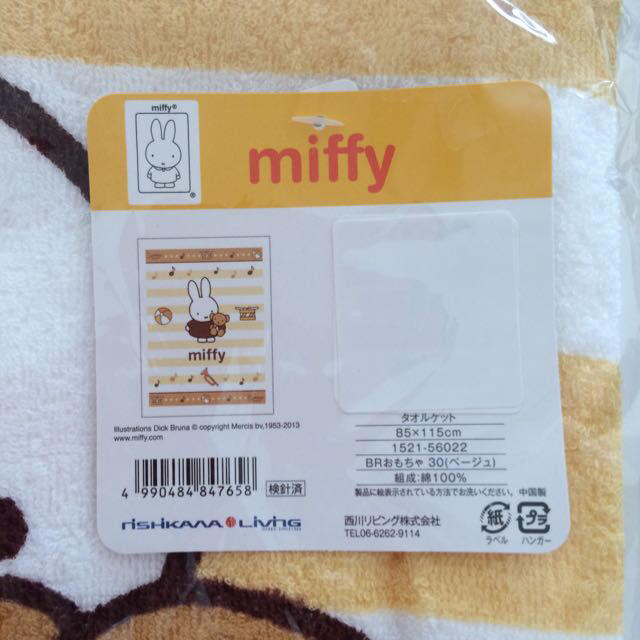 miffy®
®
miffy
miffy
Illustrations Dick Bruna © copyright Mercis bv,1953-2013
www.miffy.com
タオルケット
85×115cm
1521-56022
BRおもちゃ 30(ベージュ)
組成:綿100%
製品に縫い表示されている方法でお洗いください。 中国製
4 990484 847658
検針済
nishikawa Living
西川リビング株式会社
TEL06-6262-9114
紙
ラベル
プラ
ハンガー